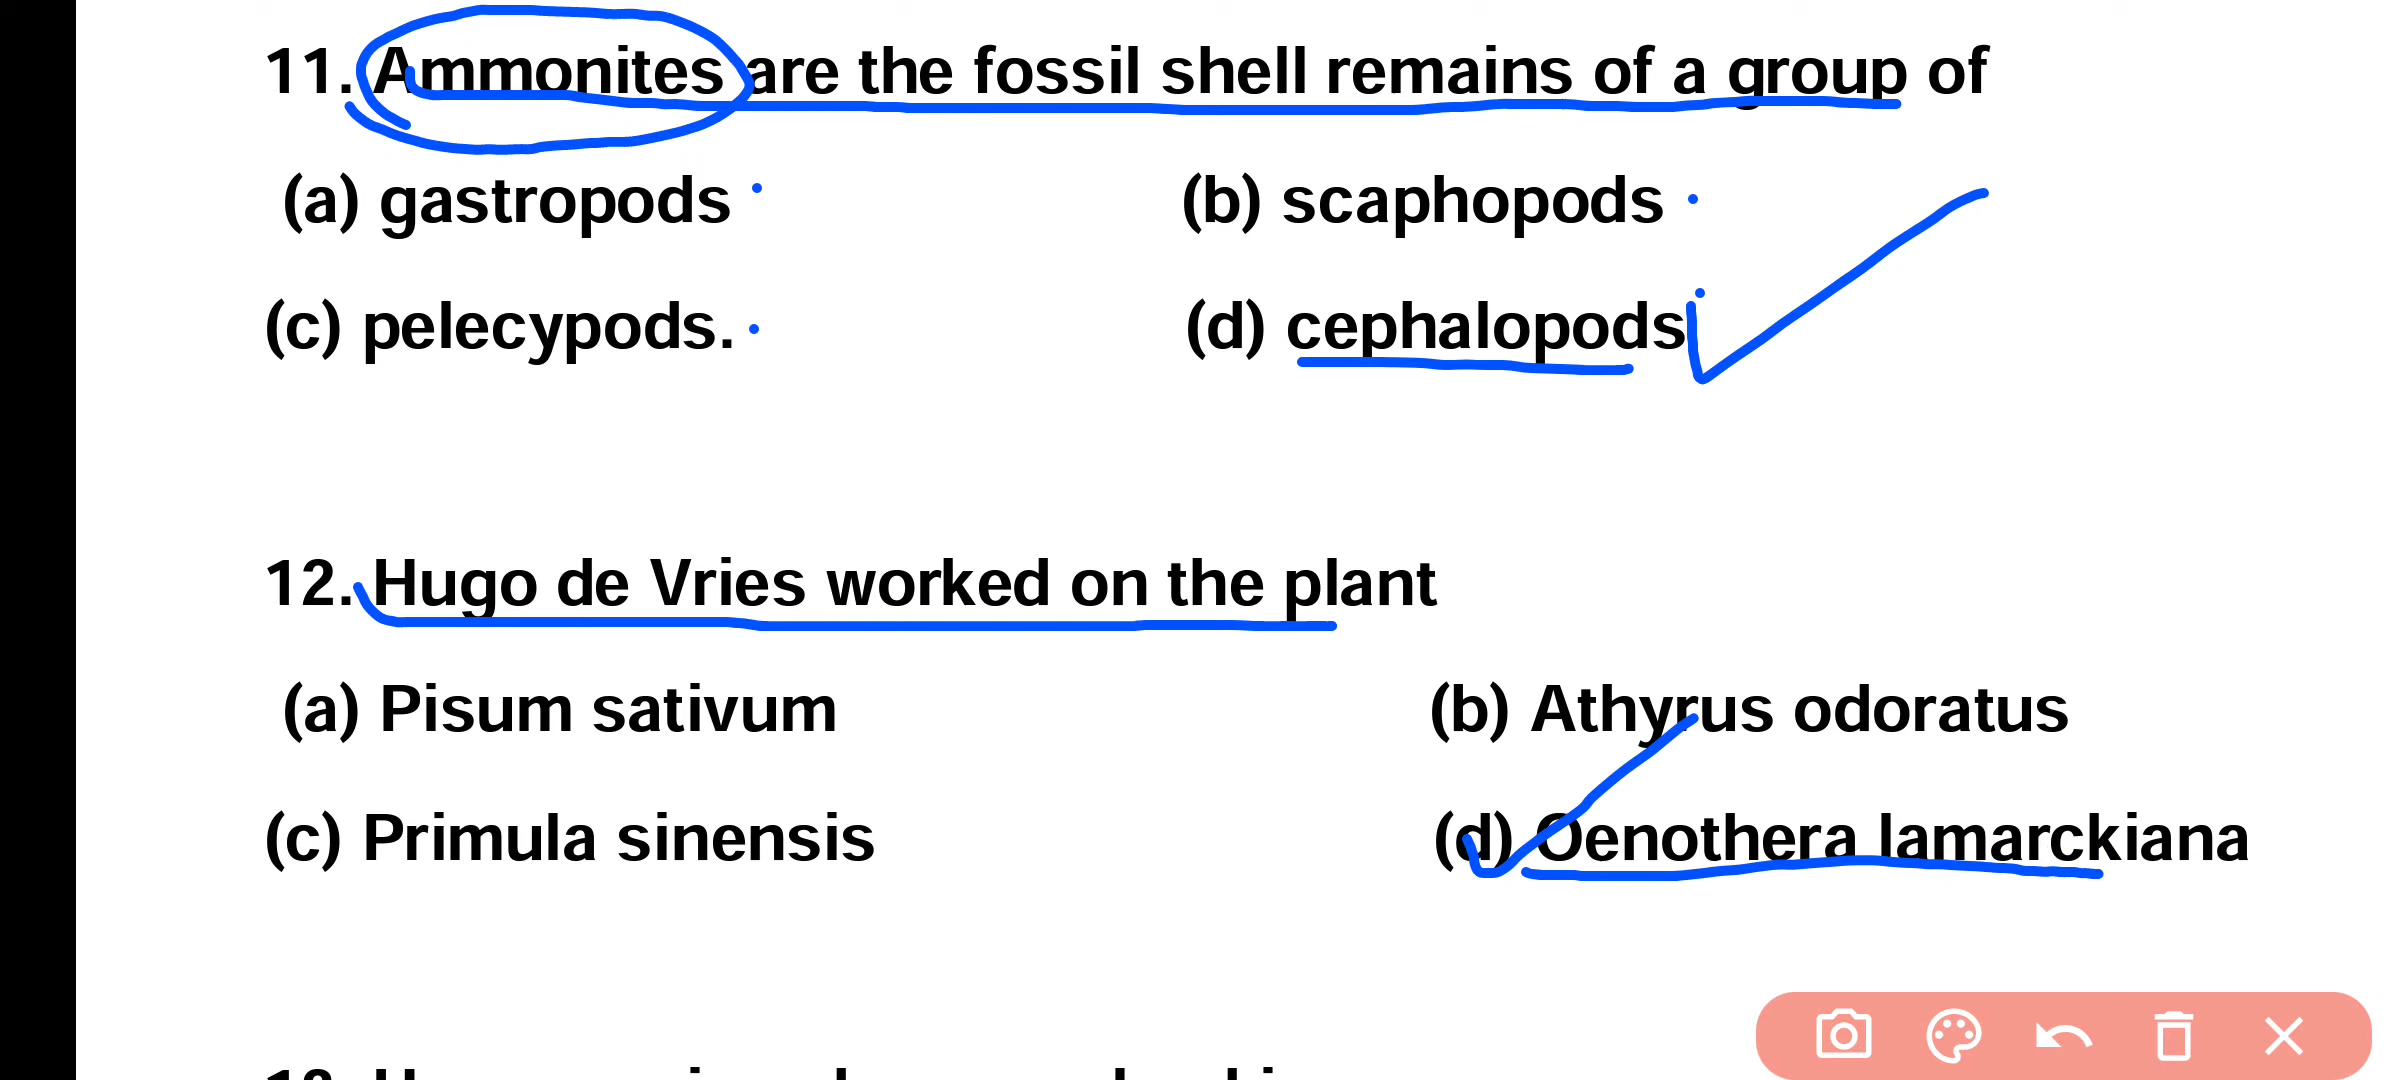 11. Ammonites are the fossil shell remains of a group of
(a) gastropods (b) scaphopods
(c) pelecypods. (d) cephalopods
12. Hugo de Vries worked on the plant
(a) Pisum sativum (b) Athyrus odoratus
(c) Primula sinensis (d) Oenothera lamarckiana